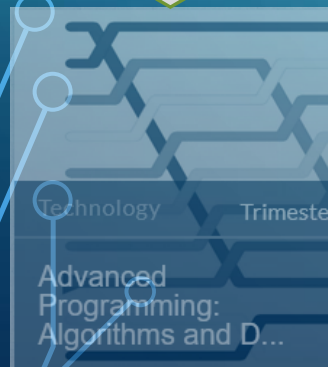 Technology
Trimeste
Advanced
Programming:
Algorithms and D...